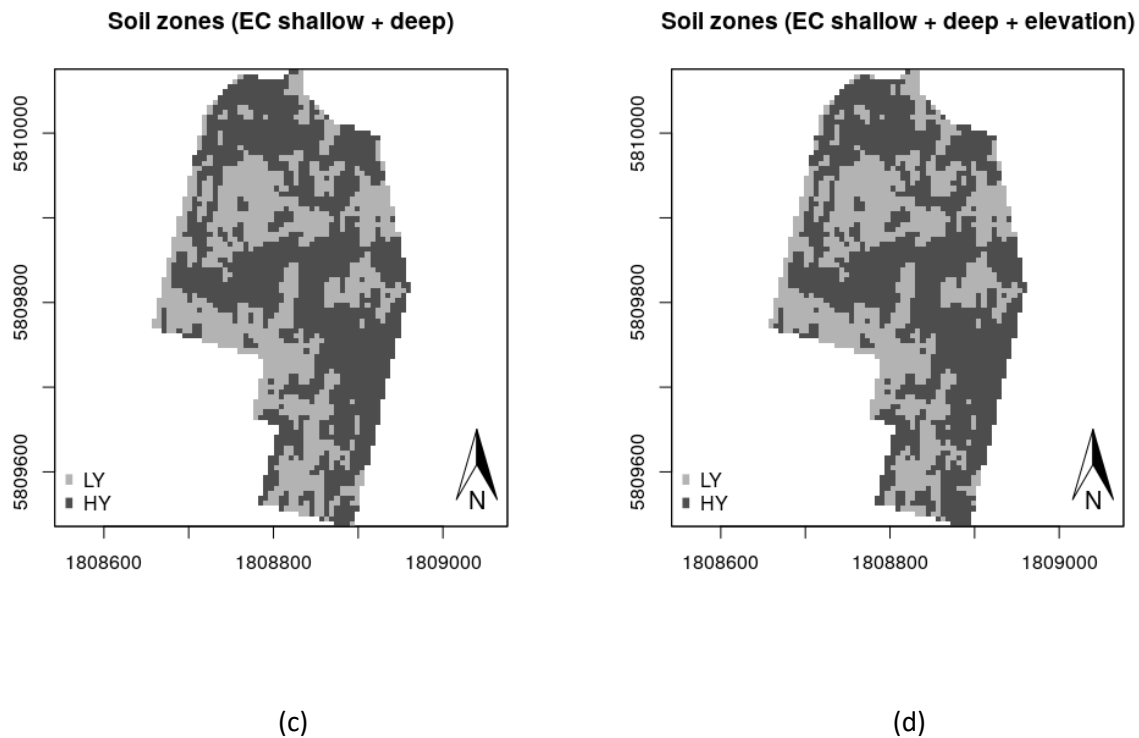 Soil zones (EC shallow + deep)
5810000
5809800
5809600
LY
HY
N
1808600 1808800 1809000
(c)
Soil zones (EC shallow + deep + elevation)
5810000
5809800
5809600
LY
HY
N
1808600 1808800 1809000
(d)